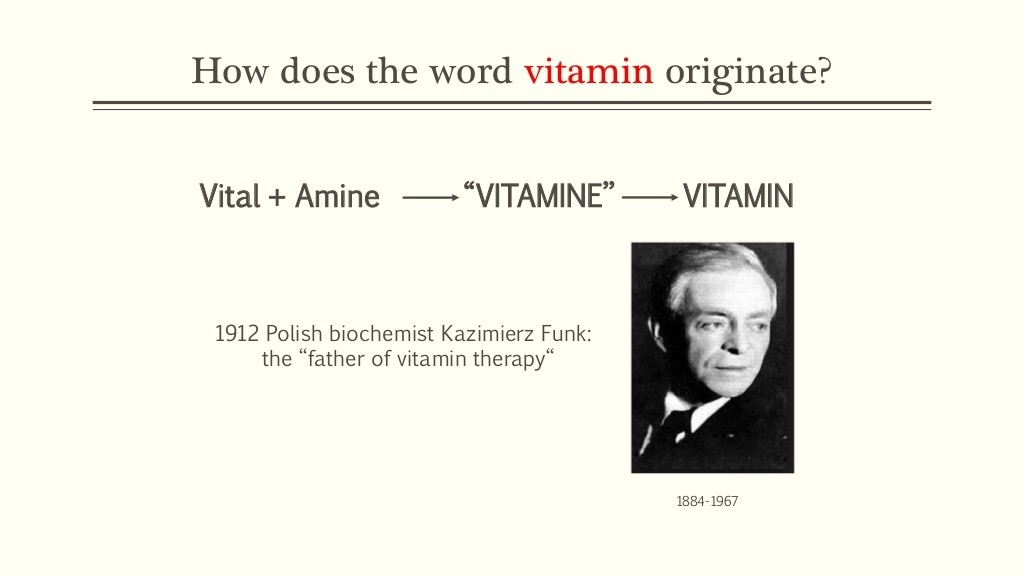 How does the word vitamin originate?
Vital + Amine “VITAMINE” VITAMIN
1912 Polish biochemist Kazimierz Funk:
the “father of vitamin therapy“
1884-1967